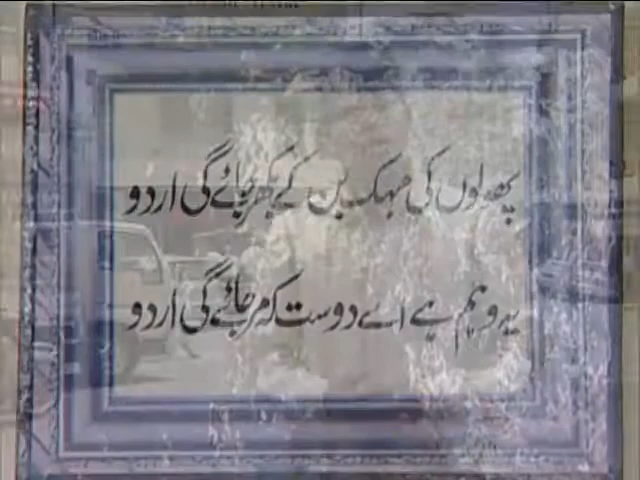 پھولوں کی مہک بن کے بکھر جائے گی اردو
یہ وہم ہے اے دوست کہ مر جائے گی اردو